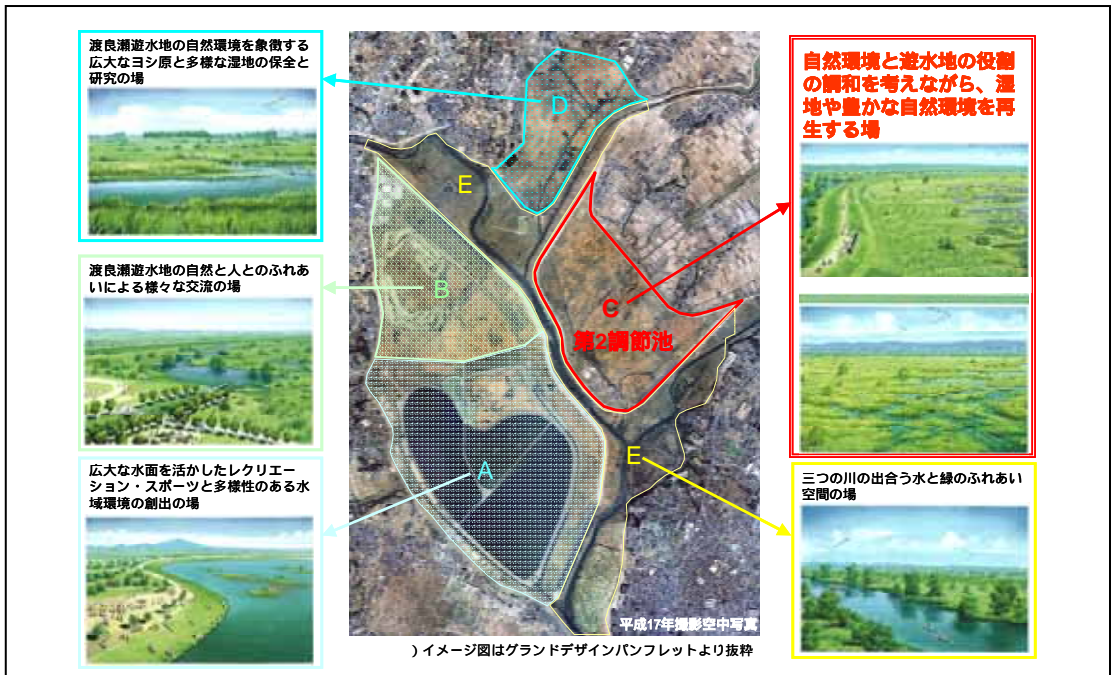 渡良瀬遊水地の自然環境を象徴する
広大なヨシ原と多様な湿地の保全と
研究の場
渡良瀬遊水地の自然と人とのふれあ
いによる様々な交流の場
広大な水面を活かしたレクリエー
ション・スポーツと多様性のある水
域環境の創出の場
D
E
B
C
第2調節池
A
E
平成17年撮影空中写真
）イメージ図はグランドデザインパンフレットより抜粋
自然環境と遊水地の役割
の調和を考えながら、湿
地や豊かな自然環境を再
生する場
三つの川の出合う水と緑のふれあい
空間の場